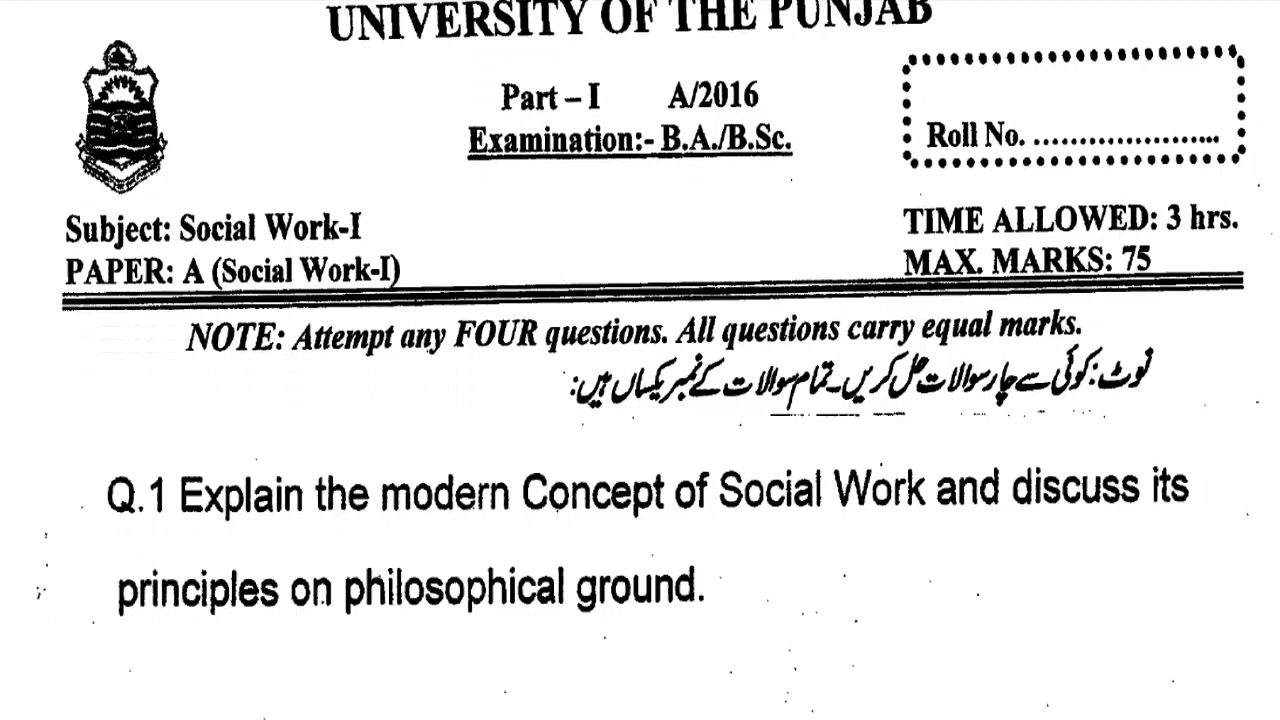 UNIVERSITY OF THE PUNJAB
Part – I A/2016
Examination:- B.A./B.Sc.
Roll No. .....................
Subject: Social Work-I
PAPER: A (Social Work-I)
TIME ALLOWED: 3 hrs.
MAX. MARKS: 75
NOTE: Attempt any FOUR questions. All questions carry equal marks.
نوٹ: کوئی سے چار سوالات حل کریں۔ تمام سوالات کے نمبر یکساں ہیں:
Q.1 Explain the modern Concept of Social Work and discuss its
principles on philosophical ground.